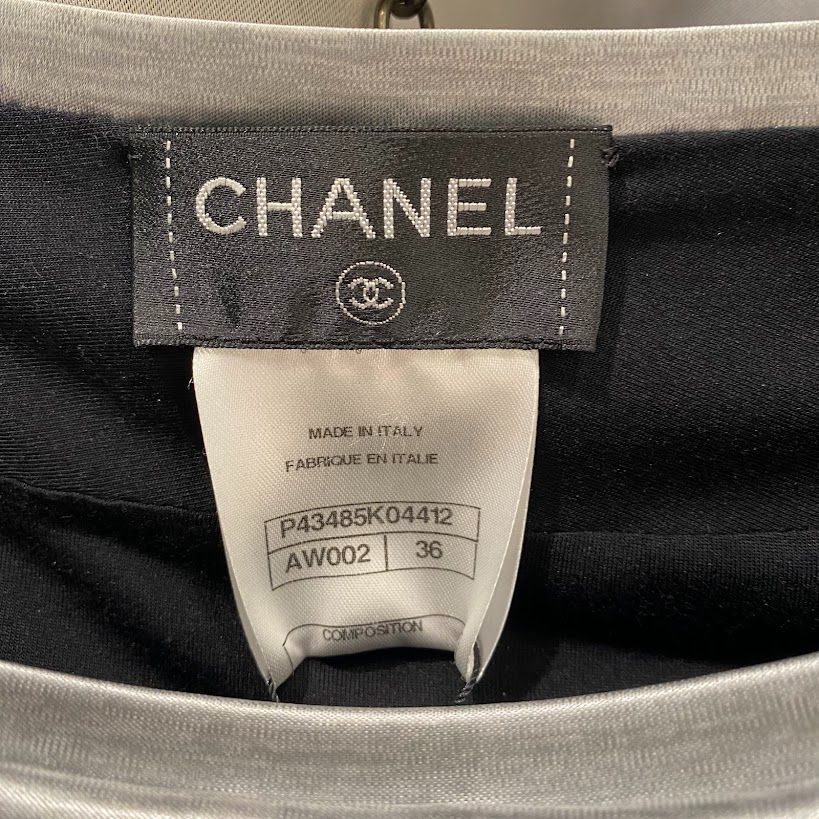 CHANEL
MADE IN ITALY
FABRIQUE EN ITALIE
P43485K04412
AW002 36
COMPOSITION